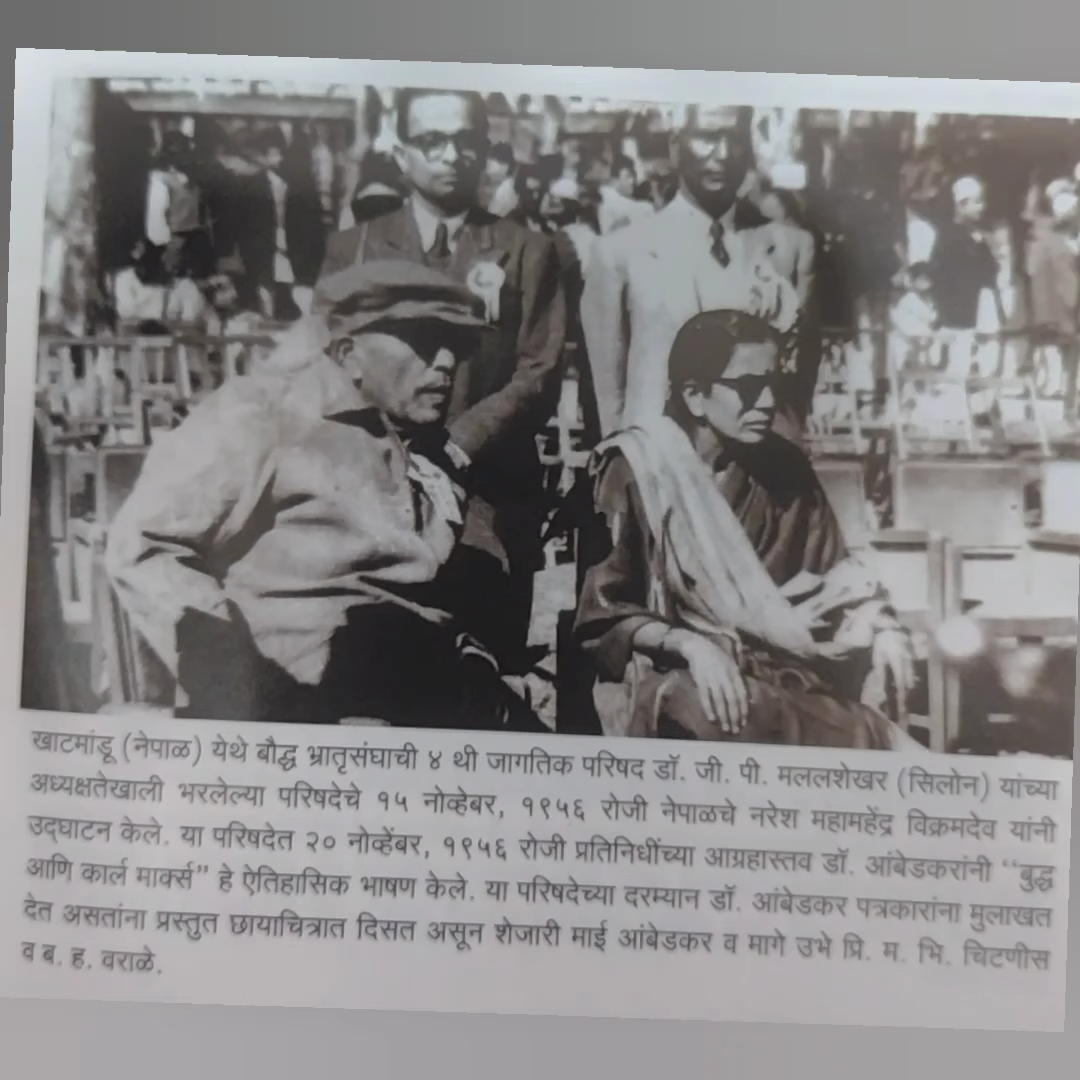 खाटमांडू (नेपाळ) येथे बौद्ध भ्रातृसंघाची ४ थी जागतिक परिषद डॉ. जी. पी. मललशेखर (सिलोन) यांच्या
अध्यक्षतेखाली भरलेल्या परिषदेचे १५ नोव्हेबर, १९५६ रोजी नेपाळचे नरेश महामहेंद्र विक्रमदेव यांनी
उद्घाटन केले. या परिषदेत २० नोव्हेंबर, १९५६ रोजी प्रतिनिधींच्या आग्रहास्तव डॉ. आंबेडकरांनी “बुद्ध
आणि कार्ल मार्क्स” हे ऐतिहासिक भाषण केले. या परिषदेच्या दरम्यान डॉ. आंबेडकर पत्रकारांना मुलाखत
देत असतांना प्रस्तुत छायाचित्रात दिसत असून शेजारी माई आंबेडकर व मागे उभे प्रि. म. भि. चिटणीस
व ब. ह. वराळे.